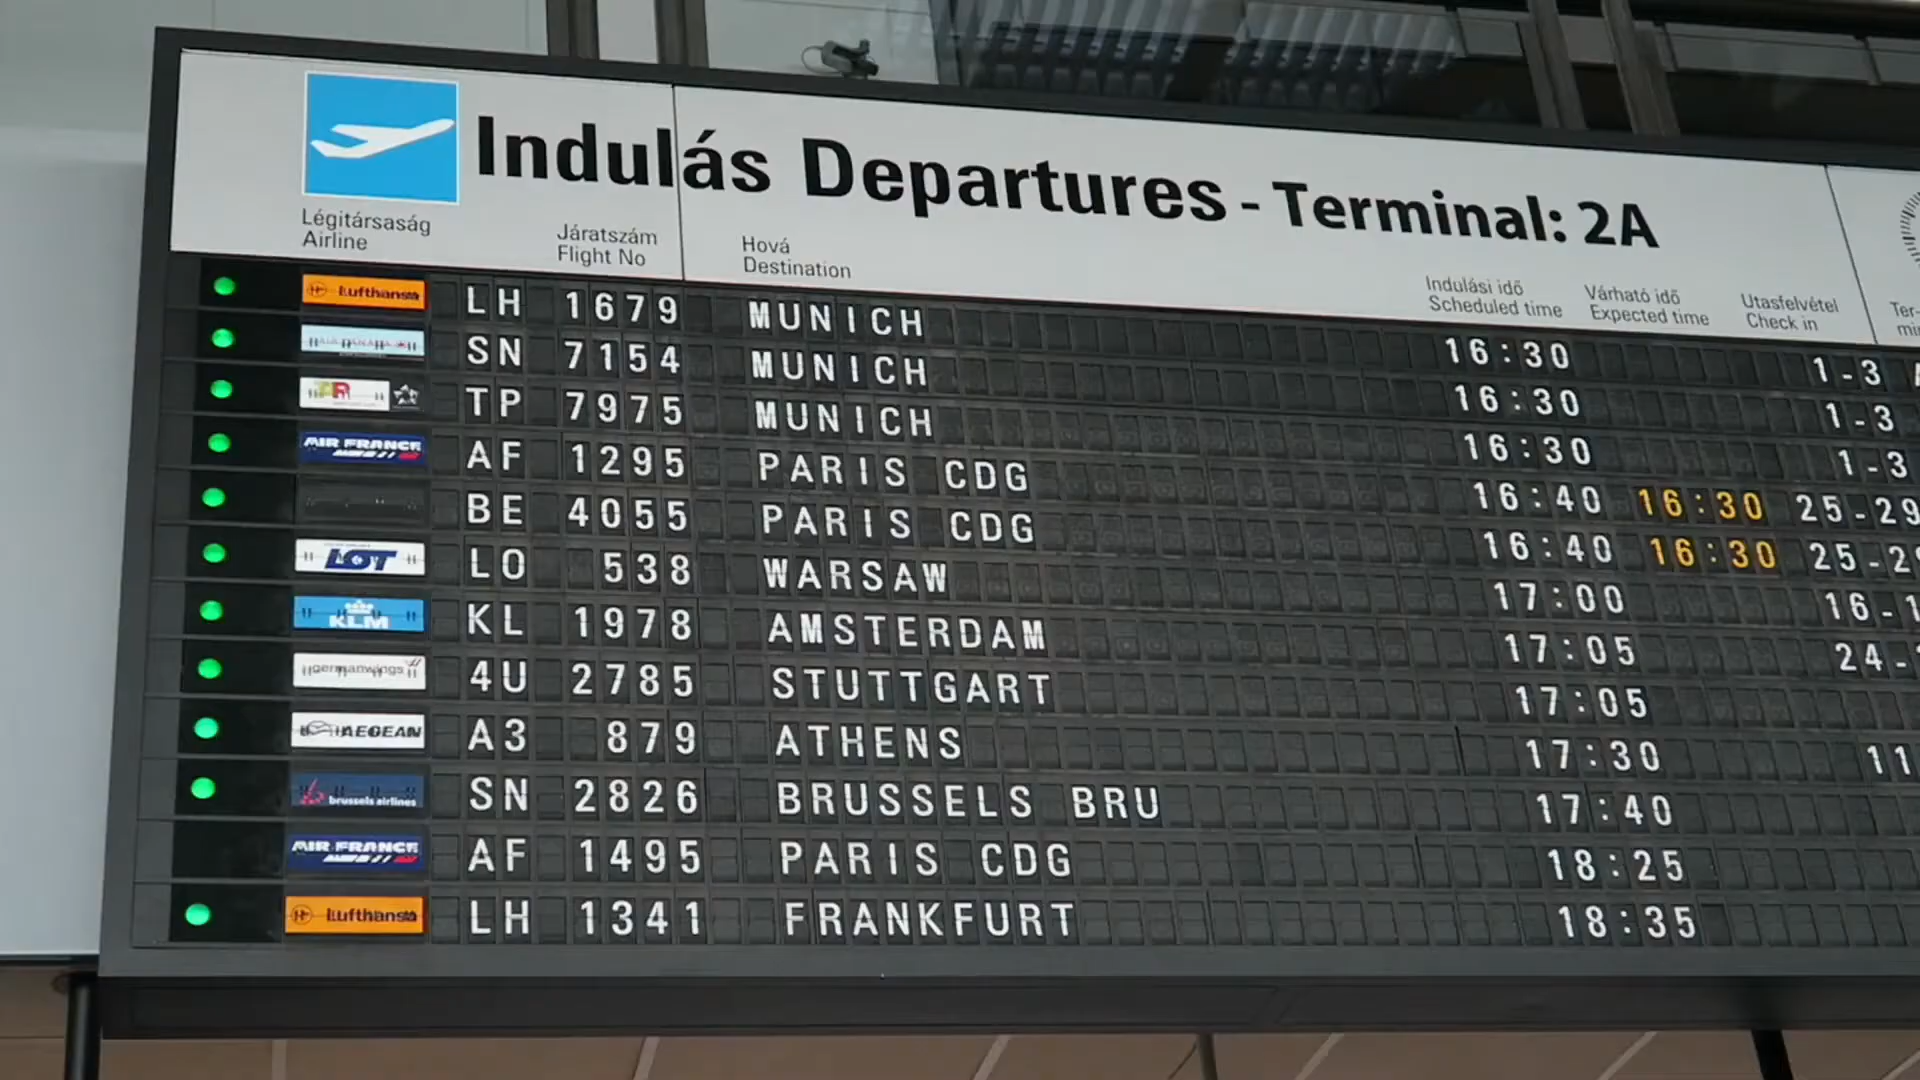 Indulás Departures - Terminal: 2A
Légitársaság Járatszám Hová Indulási idő Várható idő Utasfelvétel
Airline Flight No Destination Scheduled time Expected time Check in
Lufthansa LH 1679 MUNICH 16:30 1-3
SN 7154 MUNICH 16:30 1-3
TP 7975 MUNICH 16:30 1-3
AIR FRANCE AF 1295 PARIS CDG 16:40 16:30 25-29
BE 4055 PARIS CDG 16:40 16:30
LOT LO 538 WARSAW 17:00
KLM KL 1978 AMSTERDAM 17:05
germanwings 4U 2785 STUTTGART 17:05
AEGEAN A3 879 ATHENS 17:30 11
brussels airlines SN 2826 BRUSSELS BRU 17:40
AIR FRANCE AF 1495 PARIS CDG 18:25
Lufthansa LH 1341 FRANKFURT 18:35